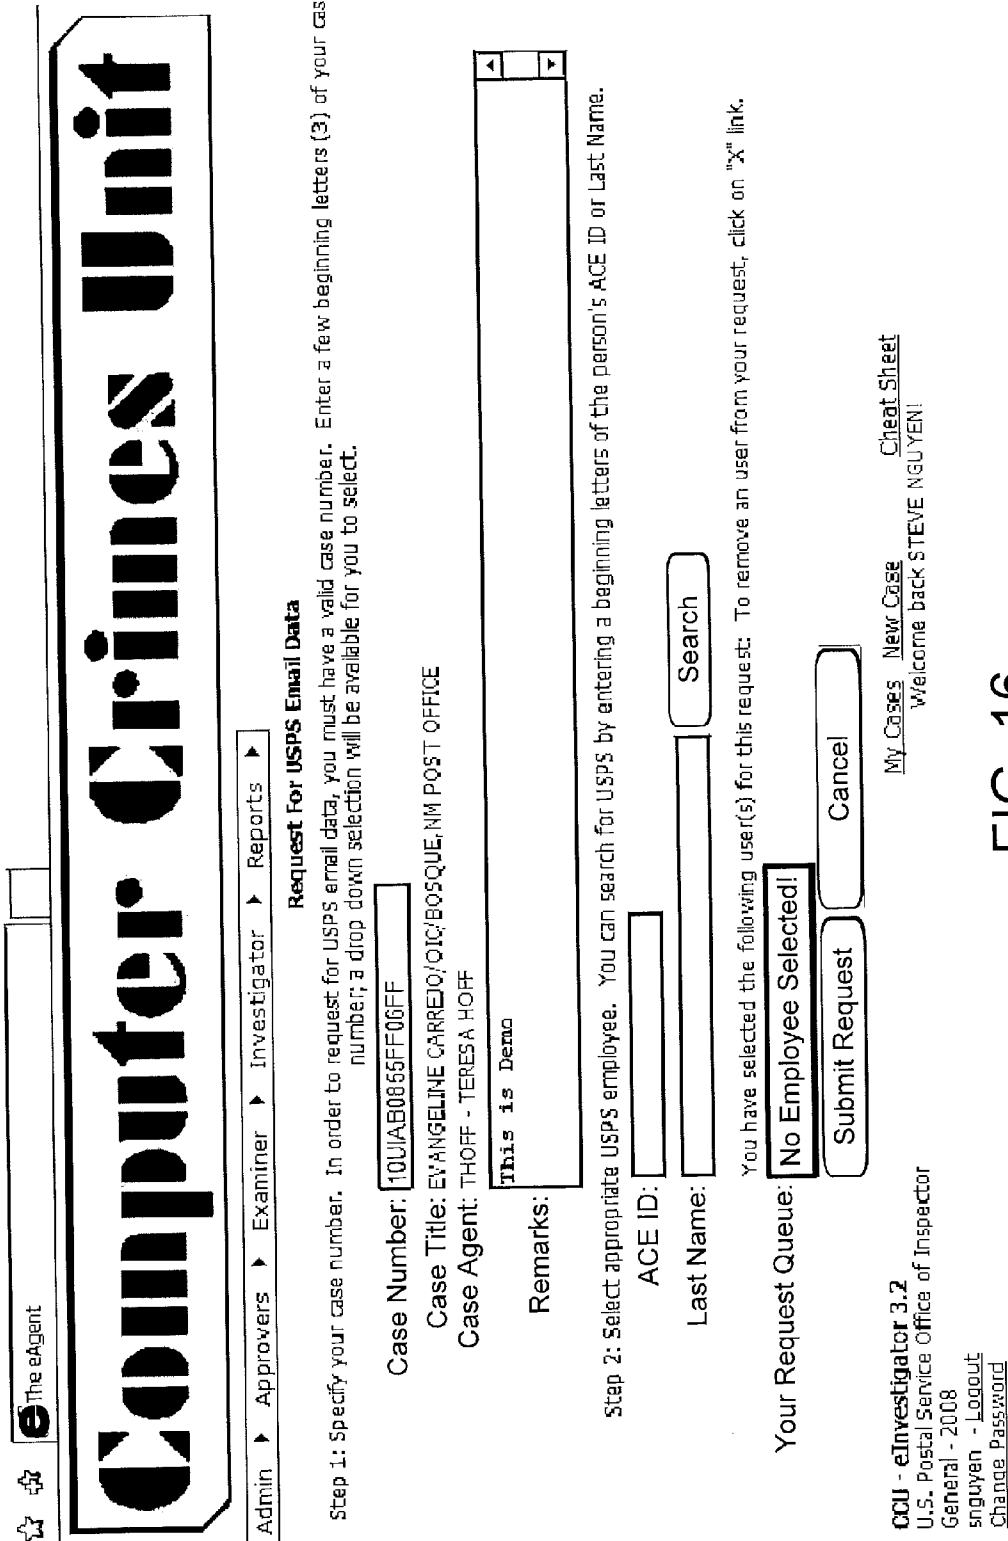 The eAgent
Computer Crimes Unit
Admin Approvers Examiner Investigator Reports
Request For USPS Email Data
Step 1: Specify your case number. In order to request for USPS email data, you must have a valid case number. Enter a few beginning letters (3) of your cas
number; a drop down selection will be available for you to select.
Case Number: 10UIAB0865FF06FF
Case Title: EVANGELINE CARREJO/OIC/BOSQUE, NM POST OFFICE
Case Agent: THOFF - TERESA HOFF
Remarks: This is Demo
Step 2: Select appropriate USPS employee. You can search for USPS by entering a beginning letters of the person's ACE ID or Last Name.
ACE ID:
Last Name: Search
You have selected the following user(s) for this request: To remove an user from your request, click on "X" link.
Your Request Queue: No Employee Selected!
Submit Request Cancel
CCU - eInvestigator 3.2 My Cases New Case Cheat Sheet
U.S. Postal Service Office of Inspector Welcome back STEVE NGUYEN!
General - 2008
snguyen - Logout
Change Password
FIG. 16